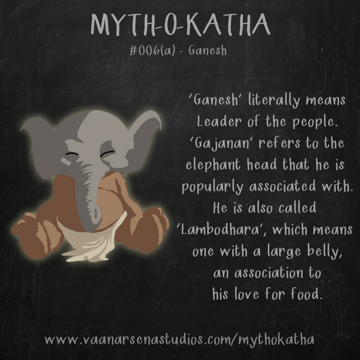 MYTH-O-KATHA
#006(a) - Ganesh
'Ganesh' literally means
Leader of the people.
'Gajanan' refers to the
elephant head that he is
popularly associated with.
He is also called
'Lambodhara', which means
one with a large belly,
an association to
his love for food.
www.vaanarsenastudios.com/mythokatha